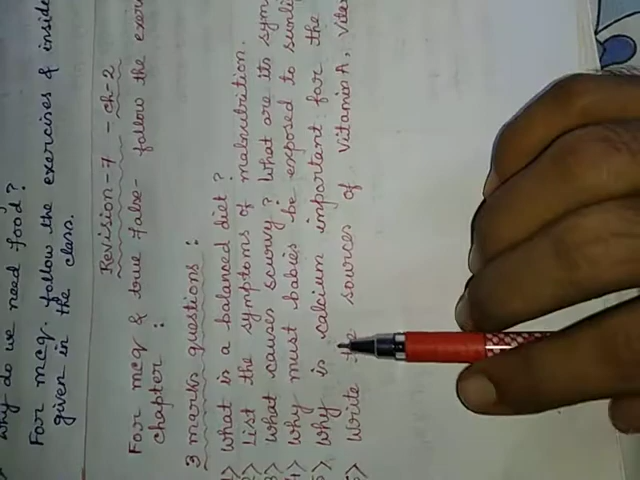 why do we need food?
For mcq. follow the exercises & inside
given in the class.
Revision-7 - ch-2
For mcq & true false- follow the exer
chapter :
3 marks questions :
1) What is a balanced diet?
2) List the symptoms of malnutrition.
3) What causes scurvy? What are its sym
4) Why must babies be exposed to sunli
5) Why is calcium important for the
6) Write the sources of Vitamin A, Vita